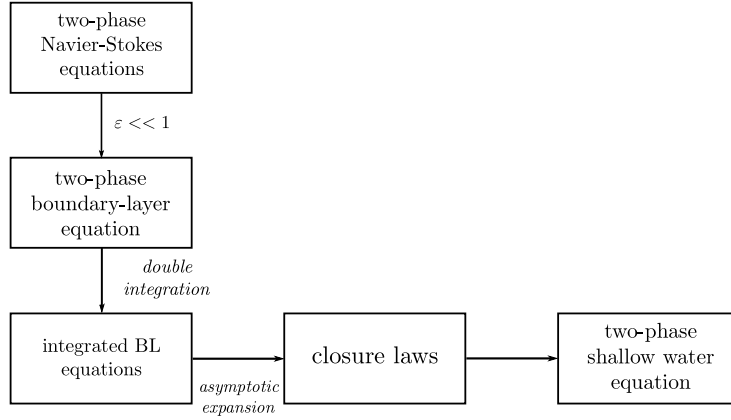 two-phase
Navier-Stokes
equations
ε << 1
two-phase
boundary-layer
equation
double
integration
integrated BL
equations
asymptotic
expansion
closure laws
two-phase
shallow water
equation